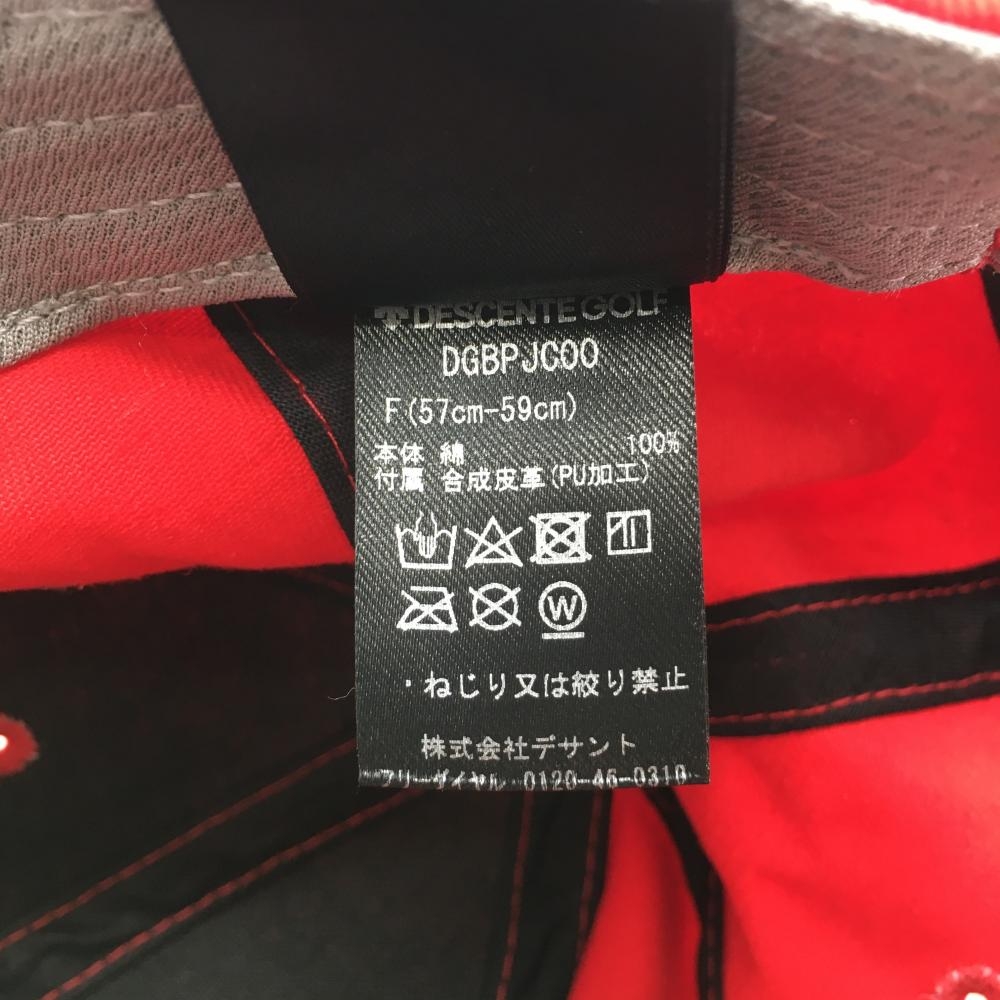 DESCENTE GOLF
DGBPJC00
F(57cm-59cm)
本体 綿 100%
付属 合成皮革(PU加工)
W
・ねじり又は絞り禁止
株式会社デサント
フリーダイヤル 0120-46-0310